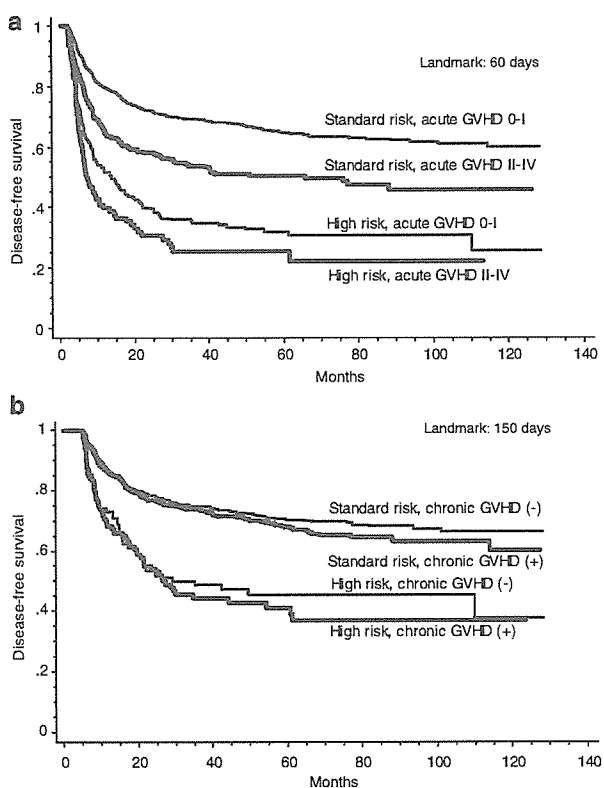 a
Disease-free survival
1
.8
.6
.4
.2
0
Landmark: 60 days
Standard risk, acute GVHD 0-I
Standard risk, acute GVHD II-IV
High risk, acute GVHD 0-I
High risk, acute GVHD II-IV
0 20 40 60 80 100 120 140
Months
b
Disease-free survival
1
.8
.6
.4
.2
0
Landmark: 150 days
Standard risk, chronic GVHD (-)
Standard risk, chronic GVHD (+)
High risk, chronic GVHD (-)
High risk, chronic GVHD (+)
0 20 40 60 80 100 120 140
Months